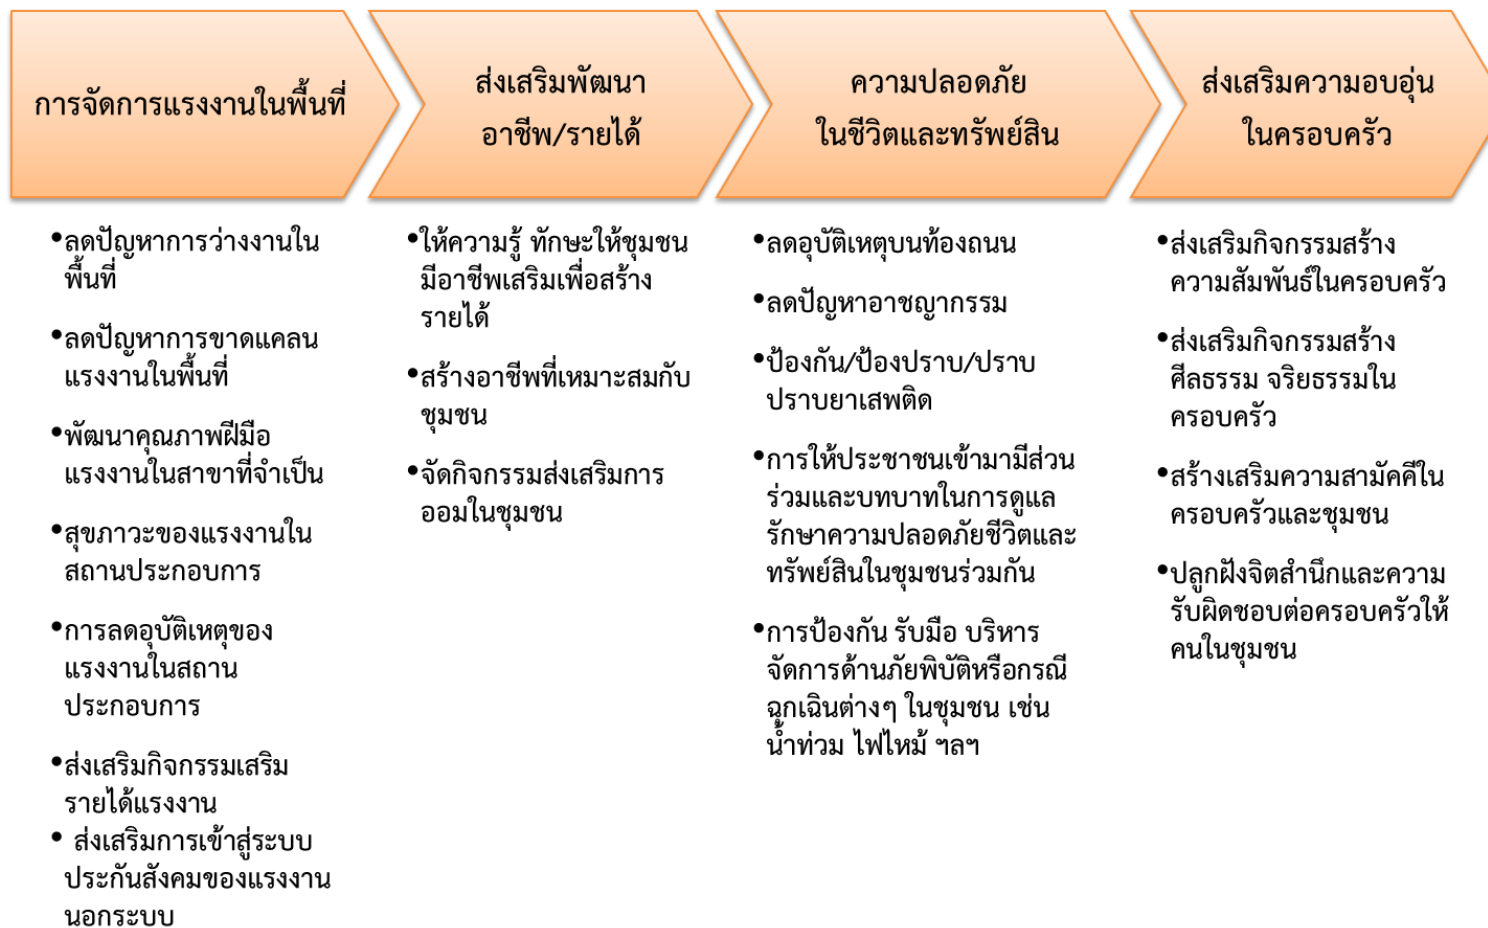 การจัดการแรงงานในพื้นที่
ส่งเสริมพัฒนา
อาชีพ/รายได้
ความปลอดภัย
ในชีวิตและทรัพย์สิน
ส่งเสริมความอบอุ่น
ในครอบครัว
•ลดปัญหาการว่างงานใน
พื้นที่
•ลดปัญหาการขาดแคลน
แรงงานในพื้นที่
•พัฒนาคุณภาพฝีมือ
แรงงานในสาขาที่จำเป็น
•สุขภาวะของแรงงานใน
สถานประกอบการ
•การลดอุบัติเหตุของ
แรงงานในสถาน
ประกอบการ
•ส่งเสริมกิจกรรมเสริม
รายได้แรงงาน
• ส่งเสริมการเข้าสู่ระบบ
ประกันสังคมของแรงงาน
นอกระบบ
•ให้ความรู้ ทักษะให้ชุมชน
มีอาชีพเสริมเพื่อสร้าง
รายได้
•สร้างอาชีพที่เหมาะสมกับ
ชุมชน
•จัดกิจกรรมส่งเสริมการ
ออมในชุมชน
•ลดอุบัติเหตุบนท้องถนน
•ลดปัญหาอาชญากรรม
•ป้องกัน/ป้องปราบ/ปราบ
ปราบยาเสพติด
•การให้ประชาชนเข้ามามีส่วน
ร่วมและบทบาทในการดูแล
รักษาความปลอดภัยชีวิตและ
ทรัพย์สินในชุมชนร่วมกัน
•การป้องกัน รับมือ บริหาร
จัดการด้านภัยพิบัติหรือกรณี
ฉุกเฉินต่างๆ ในชุมชน เช่น
น้ำท่วม ไฟไหม้ ฯลฯ
•ส่งเสริมกิจกรรมสร้าง
ความสัมพันธ์ในครอบครัว
•ส่งเสริมกิจกรรมสร้าง
ศีลธรรม จริยธรรมใน
ครอบครัว
•สร้างเสริมความสามัคคีใน
ครอบครัวและชุมชน
•ปลูกฝังจิตสำนึกและความ
รับผิดชอบต่อครอบครัวให้
คนในชุมชน